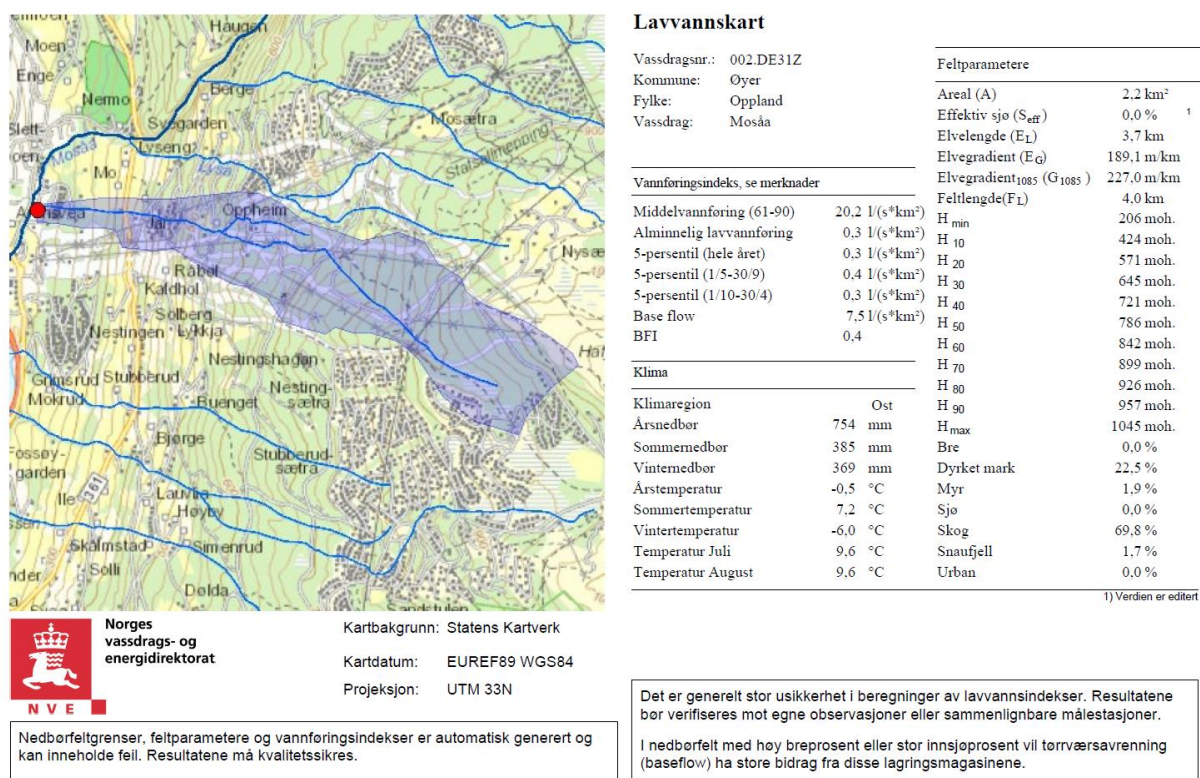 Haugen
Moen
Enge
Nermo
Berge
Mosætra
Svegarden
Slett-
Lyseng
Statsallmenning
Mosåa
Lysa
Mo
Oppheim
Råbøl
Kaldhol
Solberg
Nestingen
Lykkja
Nestingshagan
Grimsrud Stubberud
Mokrud
Nesting-
sætra
Buenget
Bjørge
Stubberud-
sætra
Fossøy-
garden
Ile
361
Lauvlia
Høyby
Skålmstad
Simenrud
Solli
Dølda
Sandstulen
NVE
Norges
vassdrags- og
energidirektorat
Kartbakgrunn: Statens Kartverk
Kartdatum: EUREF89 WGS84
Projeksjon: UTM 33N
Nedbørfeltgrenser, feltparametere og vannføringsindekser er automatisk generert og
kan inneholde feil. Resultatene må kvalitetssikres.
Lavvannskart
Vassdragsnr.: 002.DE31Z
Kommune: Øyer
Fylke: Oppland
Vassdrag: Mosåa
Vannføringsindeks, se merknader
Middelvannføring (61-90) 20,2 l/(s*km²)
Alminnelig lavvannføring 0,3 l/(s*km²)
5-persentil (hele året) 0,3 l/(s*km²)
5-persentil (1/5-30/9) 0,4 l/(s*km²)
5-persentil (1/10-30/4) 0,3 l/(s*km²)
Base flow 7,5 l/(s*km²)
BFI 0,4
Klima
Klimaregion Ost
Årsnedbør 754 mm
Sommernedbør 385 mm
Vinternedbør 369 mm
Årstemperatur -0,5 °C
Sommertemperatur 7,2 °C
Vintertemperatur -6,0 °C
Temperatur Juli 9,6 °C
Temperatur August 9,6 °C
Feltparametere
Areal (A) 2,2 km²
Effektiv sjø (Seff) 0,0 % 1
Elvelengde (EL) 3,7 km
Elvegradient (EG) 189,1 m/km
Elvegradient1085 (G1085) 227,0 m/km
Feltlengde(FL) 4,0 km
H min 206 moh.
H 10 424 moh.
H 20 571 moh.
H 30 645 moh.
H 40 721 moh.
H 50 786 moh.
H 60 842 moh.
H 70 899 moh.
H 80 926 moh.
H 90 957 moh.
H max 1045 moh.
Bre 0,0 %
Dyrket mark 22,5 %
Myr 1,9 %
Sjø 0,0 %
Skog 69,8 %
Snaufjell 1,7 %
Urban 0,0 %
1) Verdien er editert
Det er generelt stor usikkerhet i beregninger av lavvannsindekser. Resultatene
bør verifiseres mot egne observasjoner eller sammenlignbare målestasjoner.
I nedbørfelt med høy breprosent eller stor innsjøprosent vil tørrværsavrenning
(baseflow) ha store bidrag fra disse lagringsmagasinene.